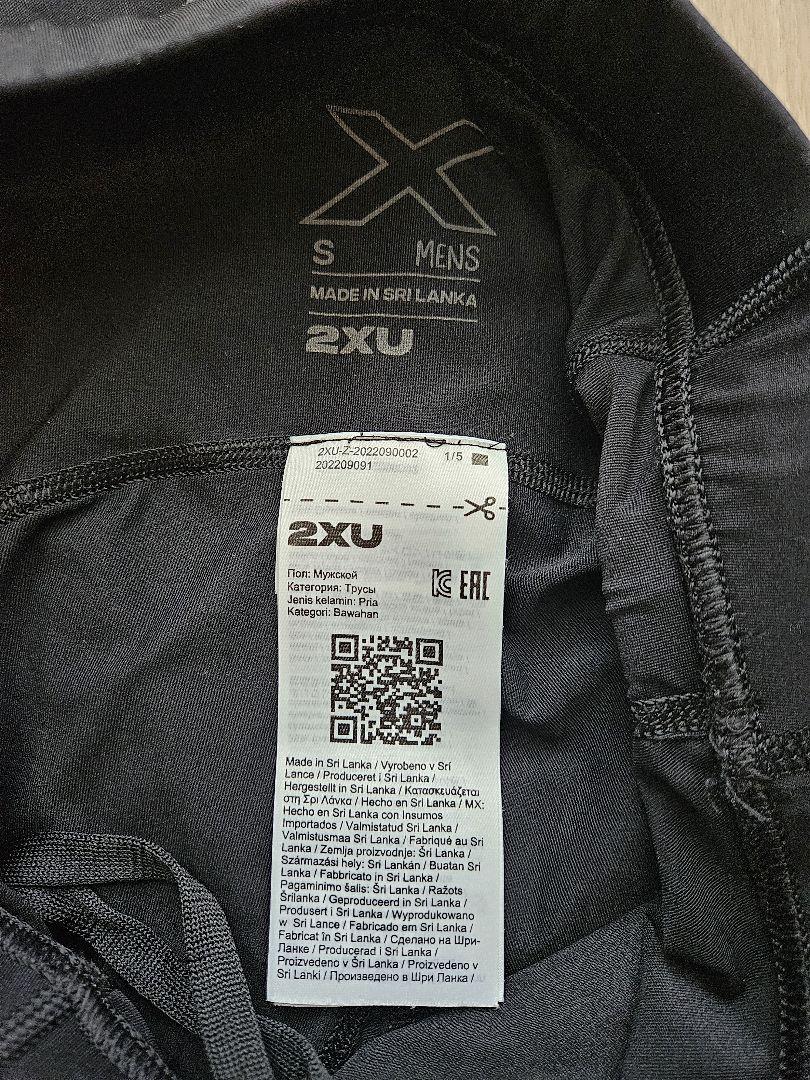 S MENS
MADE IN SRI LANKA
2XU
2XU-Z-2022090002 1/5
202209091
2XU
Пол: Мужской
Категория: Трусы
Jenis kelamin: Pria
Kategori: Bawahan
EAC
Made in Sri Lanka / Vyrobeno v Srí
Lance / Produceret i Sri Lanka /
Hergestellt in Sri Lanka / Κατασκευάζεται
στη Σρι Λάνκα / Hecho en Sri Lanka / MX:
Hecho en Sri Lanka con Insumos
Importados / Valmistatud Sri Lanka /
Valmistusmaa Sri Lanka / Fabriqué au Sri
Lanka / Zemlja proizvodnje: Šri Lanka /
Származási hely: Sri Lankán / Buatan Sri
Lanka / Fabbricato in Sri Lanka /
Pagaminimo šalis: Šri Lanka / Ražots
Šrilanka / Geproduceerd in Sri Lanka /
Produsert i Sri Lanka / Wyprodukowano
w Sri Lance / Fabricado em Sri Lanka /
Fabricat în Sri Lanka / Сделано на Шри-
Ланке / Producerad i Sri Lanka /
Proizvedeno v Šri Lanka / Proizvedeno v
Sri Lanki / Произведено в Шри Ланка /